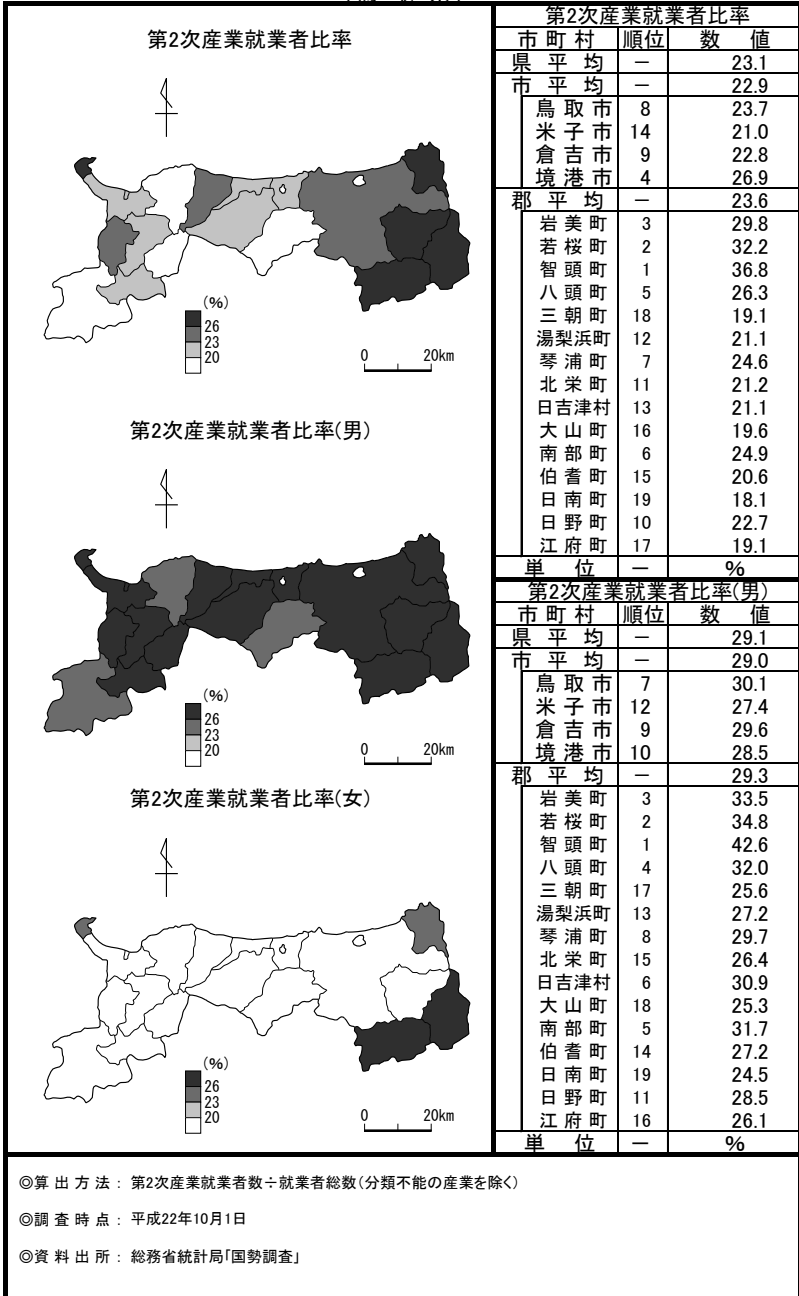 第2次産業就業者比率
(%)
26
23
20
0 20km
第2次産業就業者比率(男)
(%)
26
23
20
0 20km
第2次産業就業者比率(女)
(%)
26
23
20
0 20km
第2次産業就業者比率
市町村 順位 数値
県平均 － 23.1
市平均 － 22.9
鳥取市 8 23.7
米子市 14 21.0
倉吉市 9 22.8
境港市 4 26.9
郡平均 － 23.6
岩美町 3 29.8
若桜町 2 32.2
智頭町 1 36.8
八頭町 5 26.3
三朝町 18 19.1
湯梨浜町 12 21.1
琴浦町 7 24.6
北栄町 11 21.2
日吉津村 13 21.1
大山町 16 19.6
南部町 6 24.9
伯耆町 15 20.6
日南町 19 18.1
日野町 10 22.7
江府町 17 19.1
単位 － %
第2次産業就業者比率(男)
市町村 順位 数値
県平均 － 29.1
市平均 － 29.0
鳥取市 7 30.1
米子市 12 27.4
倉吉市 9 29.6
境港市 10 28.5
郡平均 － 29.3
岩美町 3 33.5
若桜町 2 34.8
智頭町 1 42.6
八頭町 4 32.0
三朝町 17 25.6
湯梨浜町 13 27.2
琴浦町 8 29.7
北栄町 15 26.4
日吉津村 6 30.9
大山町 18 25.3
南部町 5 31.7
伯耆町 14 27.2
日南町 19 24.5
日野町 11 28.5
江府町 16 26.1
単位 － %
◎算出方法：第2次産業就業者数÷就業者総数(分類不能の産業を除く)
◎調査時点：平成22年10月1日
◎資料出所：総務省統計局「国勢調査」